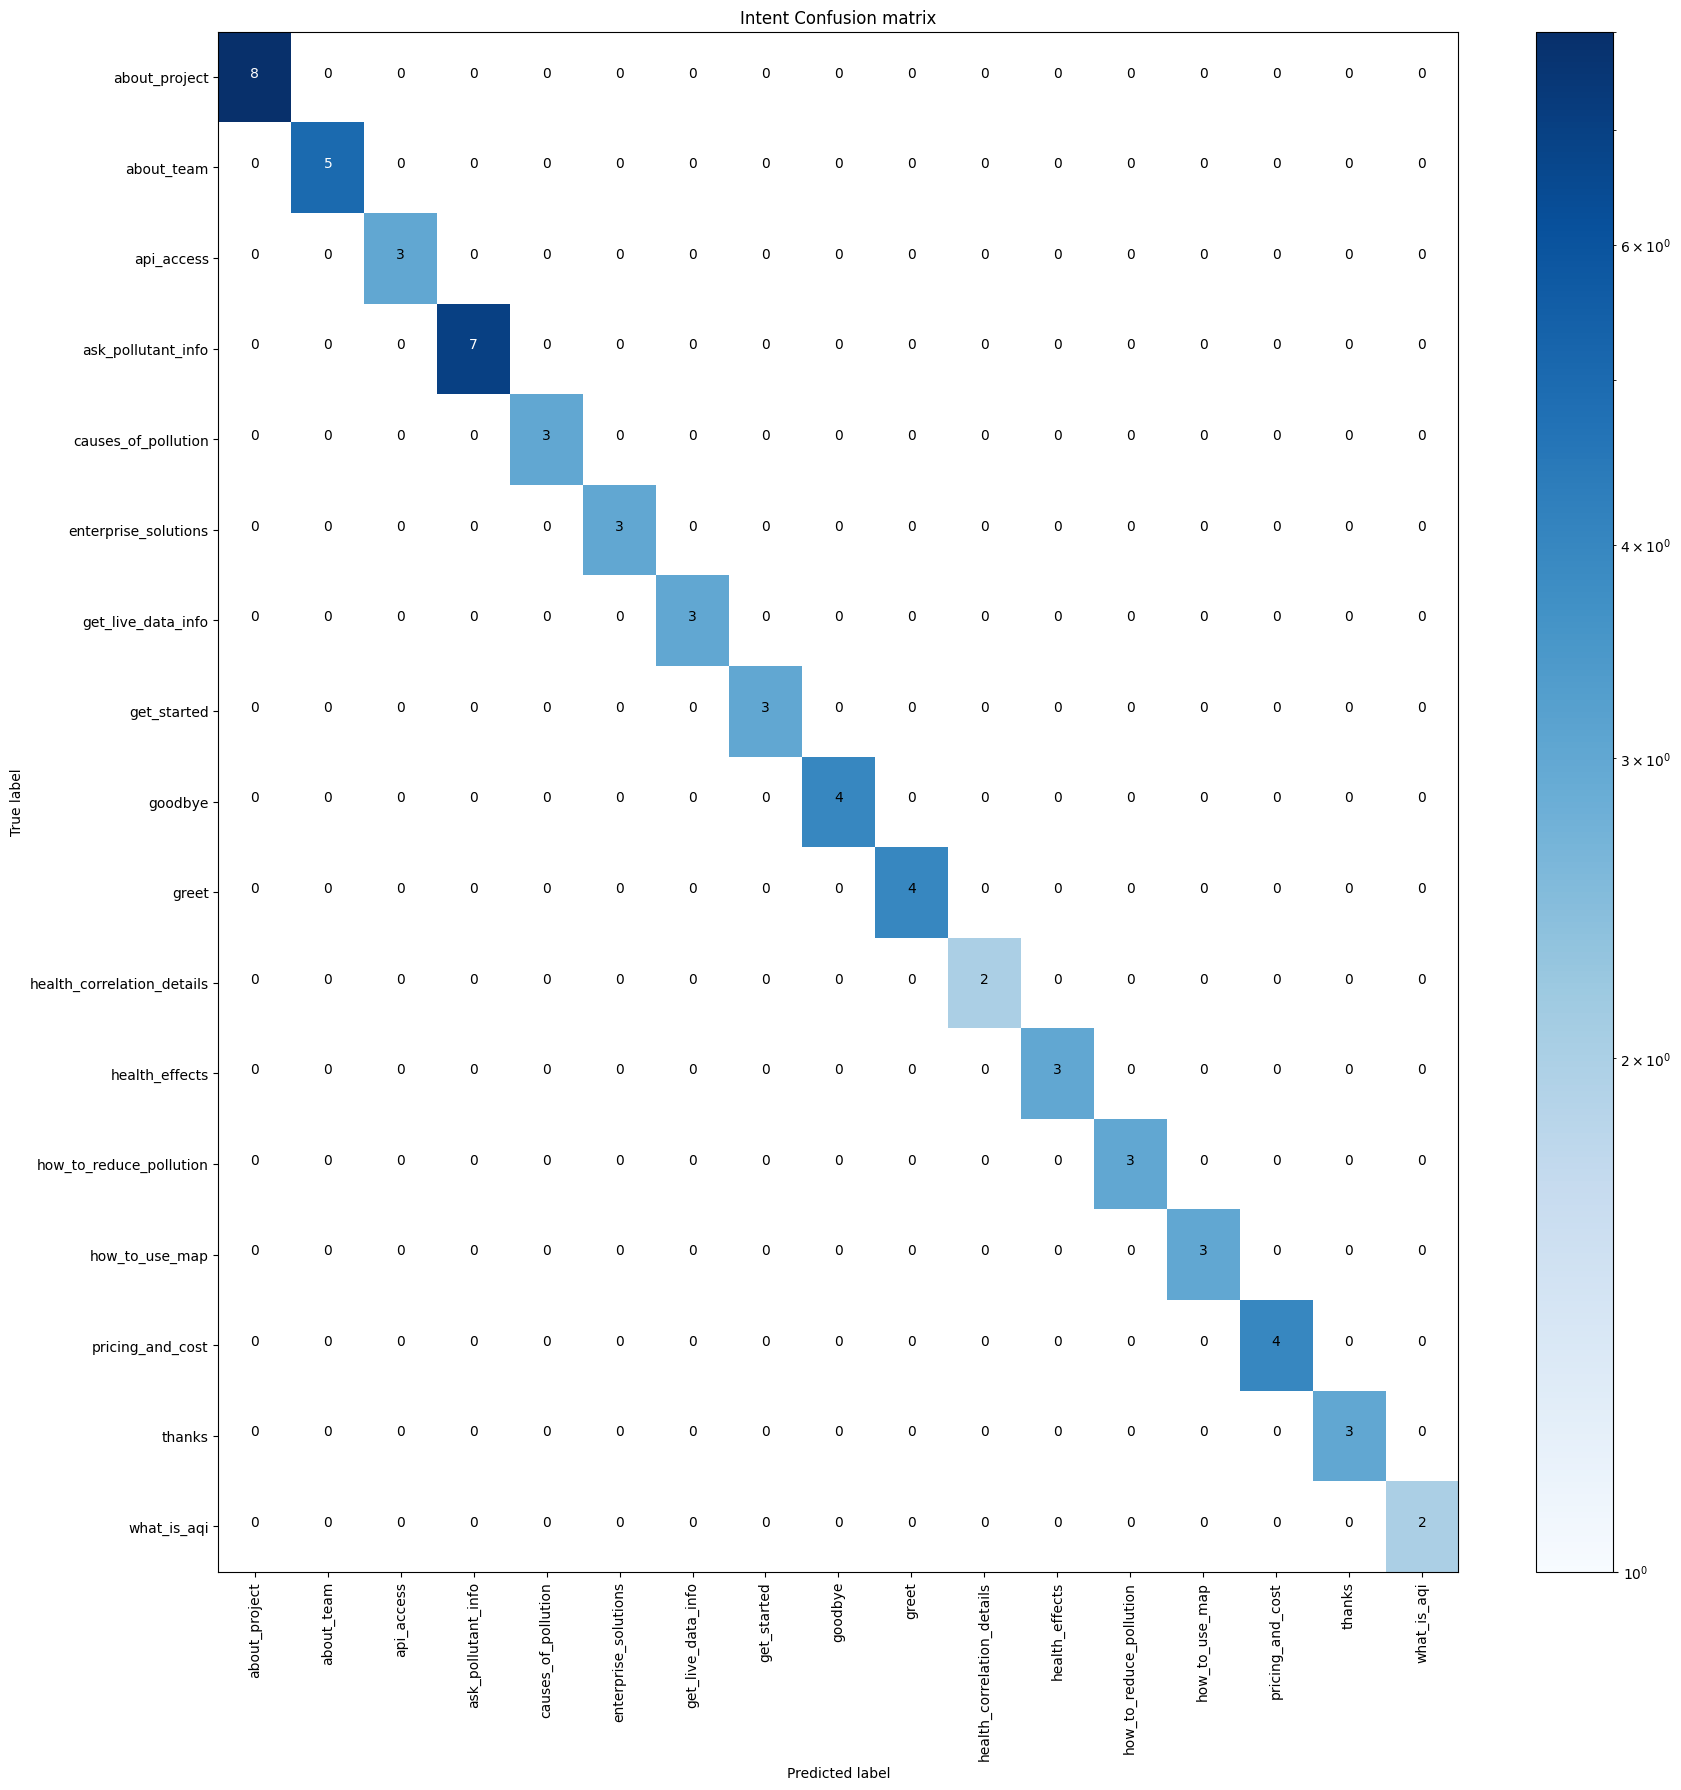 Intent Confusion matrix
about_project 8 0 0 0 0 0 0 0 0 0 0 0 0 0 0 0 0
about_team 0 5 0 0 0 0 0 0 0 0 0 0 0 0 0 0 0
api_access 0 0 3 0 0 0 0 0 0 0 0 0 0 0 0 0 0
ask_pollutant_info 0 0 0 7 0 0 0 0 0 0 0 0 0 0 0 0 0
causes_of_pollution 0 0 0 0 3 0 0 0 0 0 0 0 0 0 0 0 0
enterprise_solutions 0 0 0 0 0 3 0 0 0 0 0 0 0 0 0 0 0
get_live_data_info 0 0 0 0 0 0 3 0 0 0 0 0 0 0 0 0 0
get_started 0 0 0 0 0 0 0 3 0 0 0 0 0 0 0 0 0
goodbye 0 0 0 0 0 0 0 0 4 0 0 0 0 0 0 0 0
greet 0 0 0 0 0 0 0 0 0 4 0 0 0 0 0 0 0
health_correlation_details 0 0 0 0 0 0 0 0 0 0 2 0 0 0 0 0 0
health_effects 0 0 0 0 0 0 0 0 0 0 0 3 0 0 0 0 0
how_to_reduce_pollution 0 0 0 0 0 0 0 0 0 0 0 0 3 0 0 0 0
how_to_use_map 0 0 0 0 0 0 0 0 0 0 0 0 0 3 0 0 0
pricing_and_cost 0 0 0 0 0 0 0 0 0 0 0 0 0 0 4 0 0
thanks 0 0 0 0 0 0 0 0 0 0 0 0 0 0 0 3 0
what_is_aqi 0 0 0 0 0 0 0 0 0 0 0 0 0 0 0 0 2
True label
about_project
about_team
api_access
ask_pollutant_info
causes_of_pollution
enterprise_solutions
get_live_data_info
get_started
goodbye
greet
health_correlation_details
health_effects
how_to_reduce_pollution
how_to_use_map
pricing_and_cost
thanks
what_is_aqi
Predicted label
6 × 10⁰
4 × 10⁰
3 × 10⁰
2 × 10⁰
10⁰